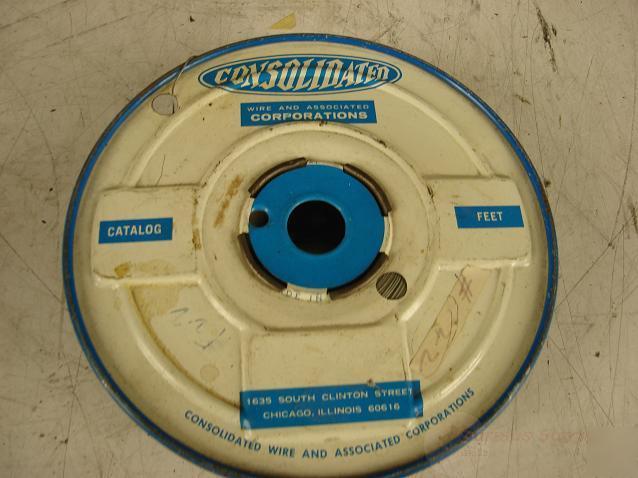 CONSOLIDATED
WIRE AND ASSOCIATED
CORPORATIONS
CATALOG
FEET
1635 SOUTH CLINTON STREET
CHICAGO, ILLINOIS 60616
CONSOLIDATED WIRE AND ASSOCIATED CORPORATIONS